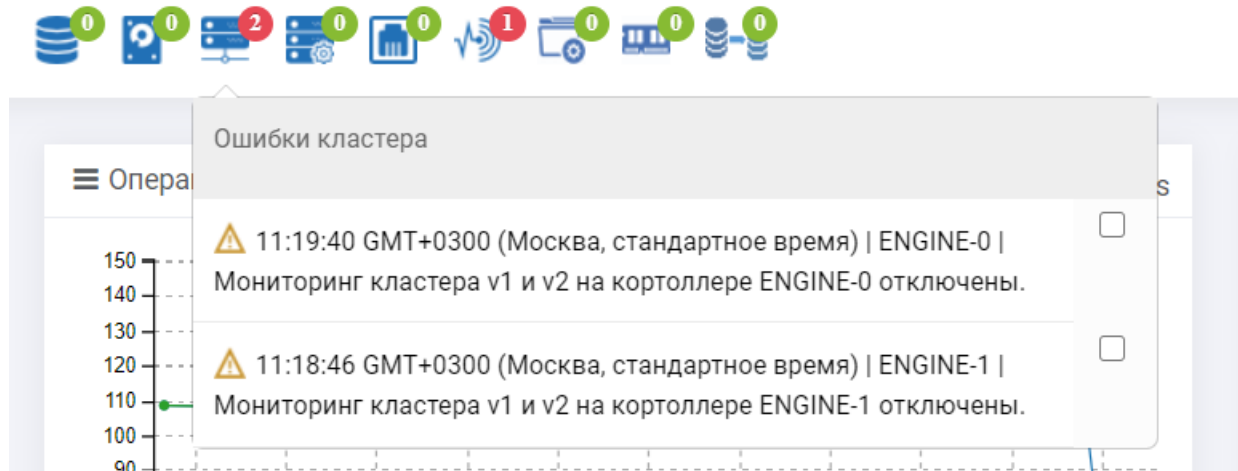 0 0 2 0 0 1 0 0 0
Ошибки кластера
☰ Опера
s
11:19:40 GMT+0300 (Москва, стандартное время) | ENGINE-0 |
Мониторинг кластера v1 и v2 на кортоллере ENGINE-0 отключены.
11:18:46 GMT+0300 (Москва, стандартное время) | ENGINE-1 |
Мониторинг кластера v1 и v2 на кортоллере ENGINE-1 отключены.
150
140
130
120
110
100
90